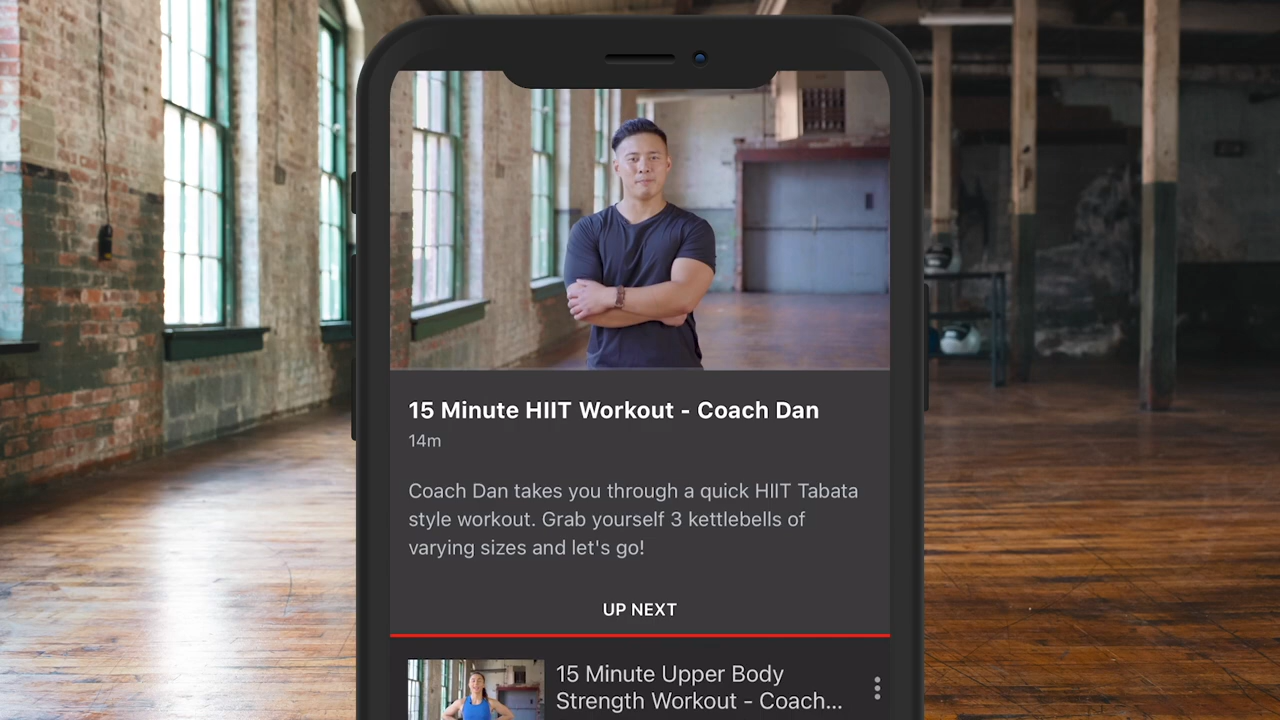 15 Minute HIIT Workout - Coach Dan
14m
Coach Dan takes you through a quick HIIT Tabata
style workout. Grab yourself 3 kettlebells of
varying sizes and let's go!
UP NEXT
15 Minute Upper Body
Strength Workout - Coach...